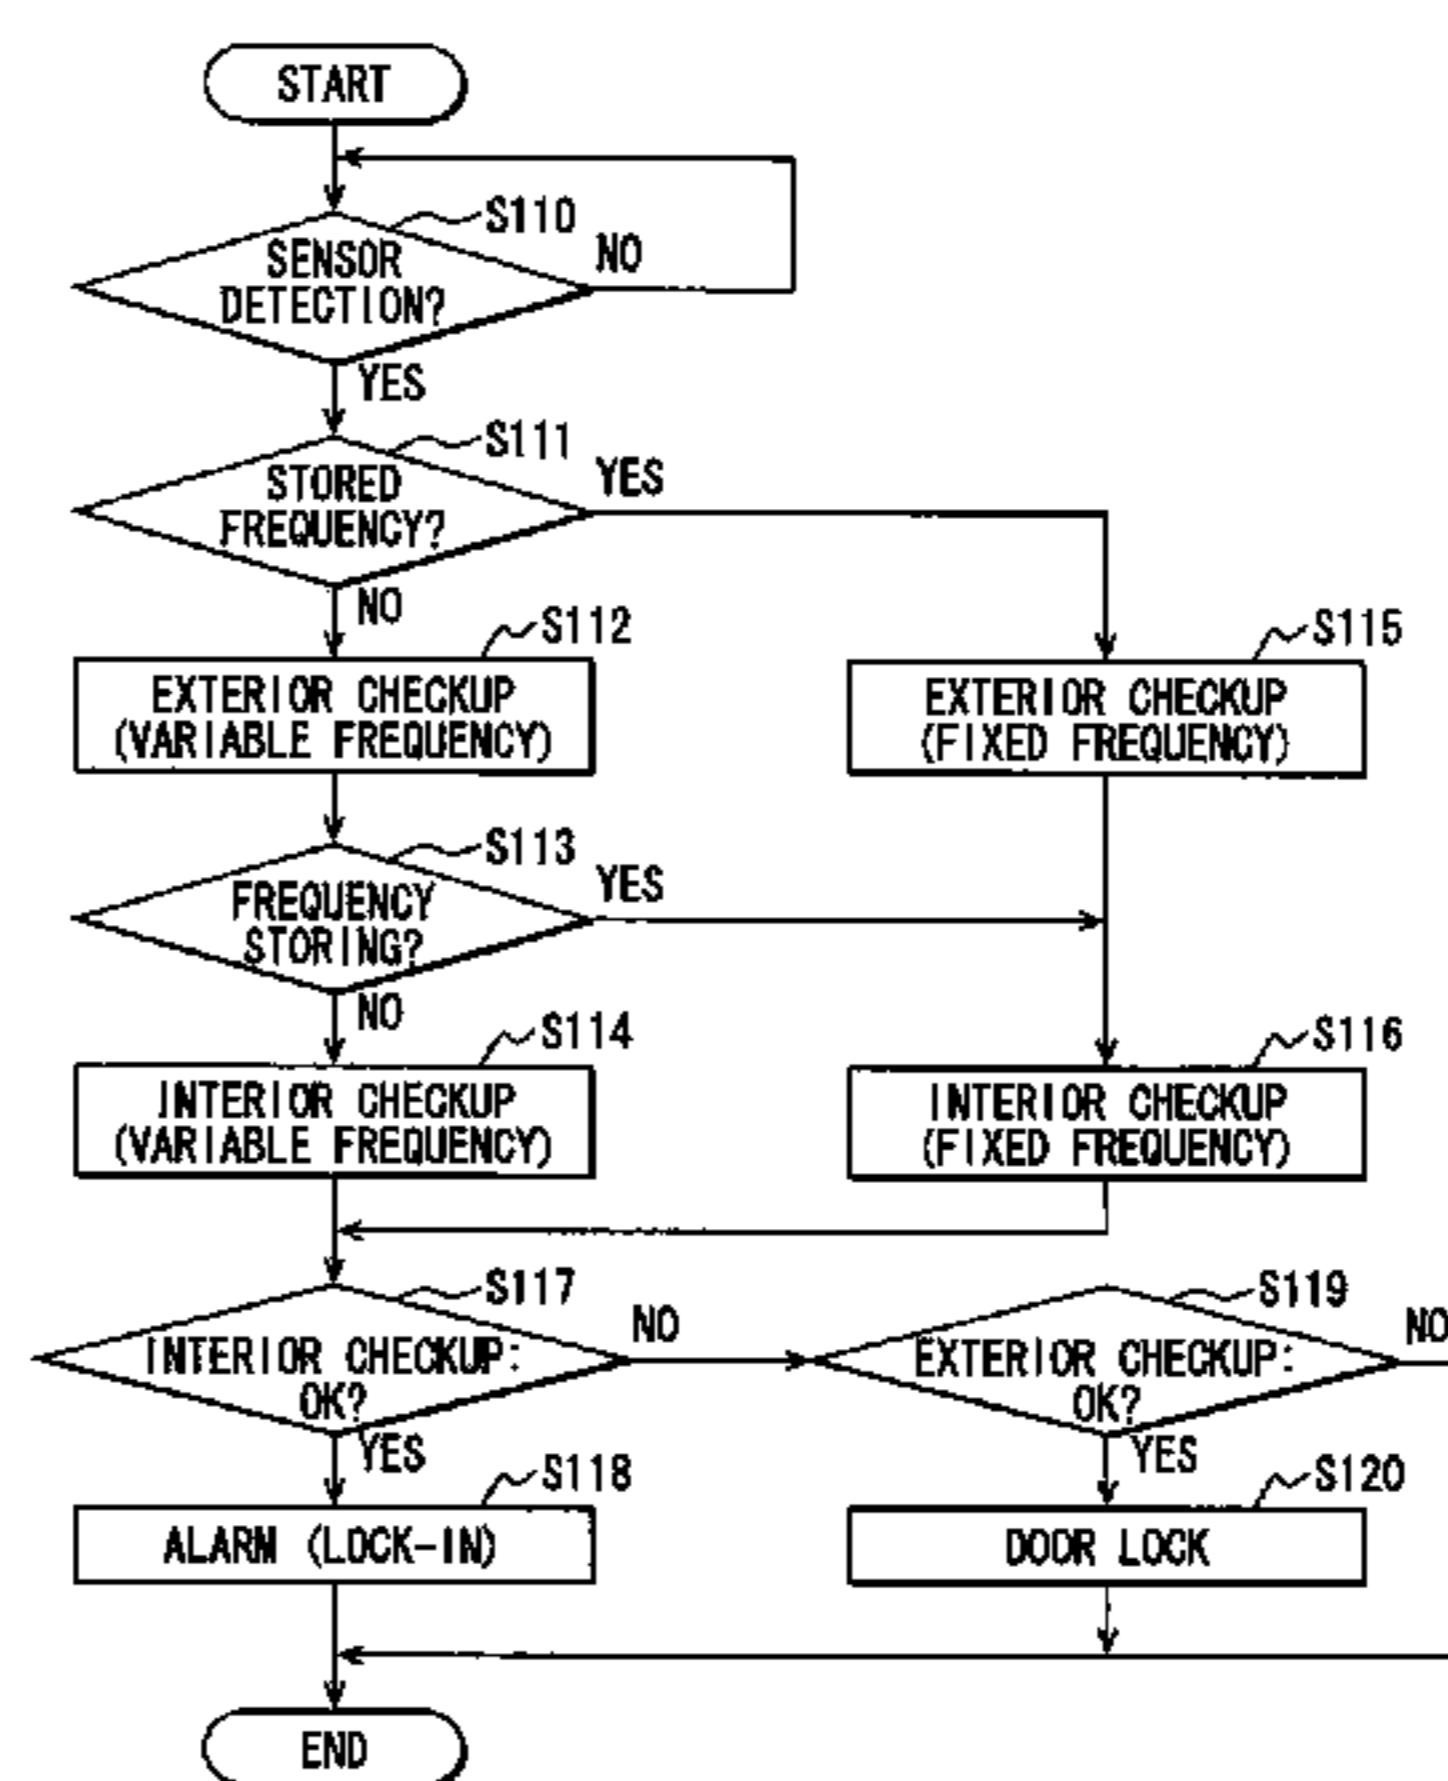 START
S110
SENSOR
DETECTION?
NO
YES
S111
STORED
FREQUENCY?
YES
NO
S112
EXTERIOR CHECKUP
(VARIABLE FREQUENCY)
S115
EXTERIOR CHECKUP
(FIXED FREQUENCY)
S113
FREQUENCY
STORING?
YES
NO
S114
INTERIOR CHECKUP
(VARIABLE FREQUENCY)
S116
INTERIOR CHECKUP
(FIXED FREQUENCY)
S117
INTERIOR CHECKUP:
OK?
NO
YES
S119
EXTERIOR CHECKUP:
OK?
NO
YES
S118
ALARM (LOCK-IN)
S120
DOOR LOCK
END